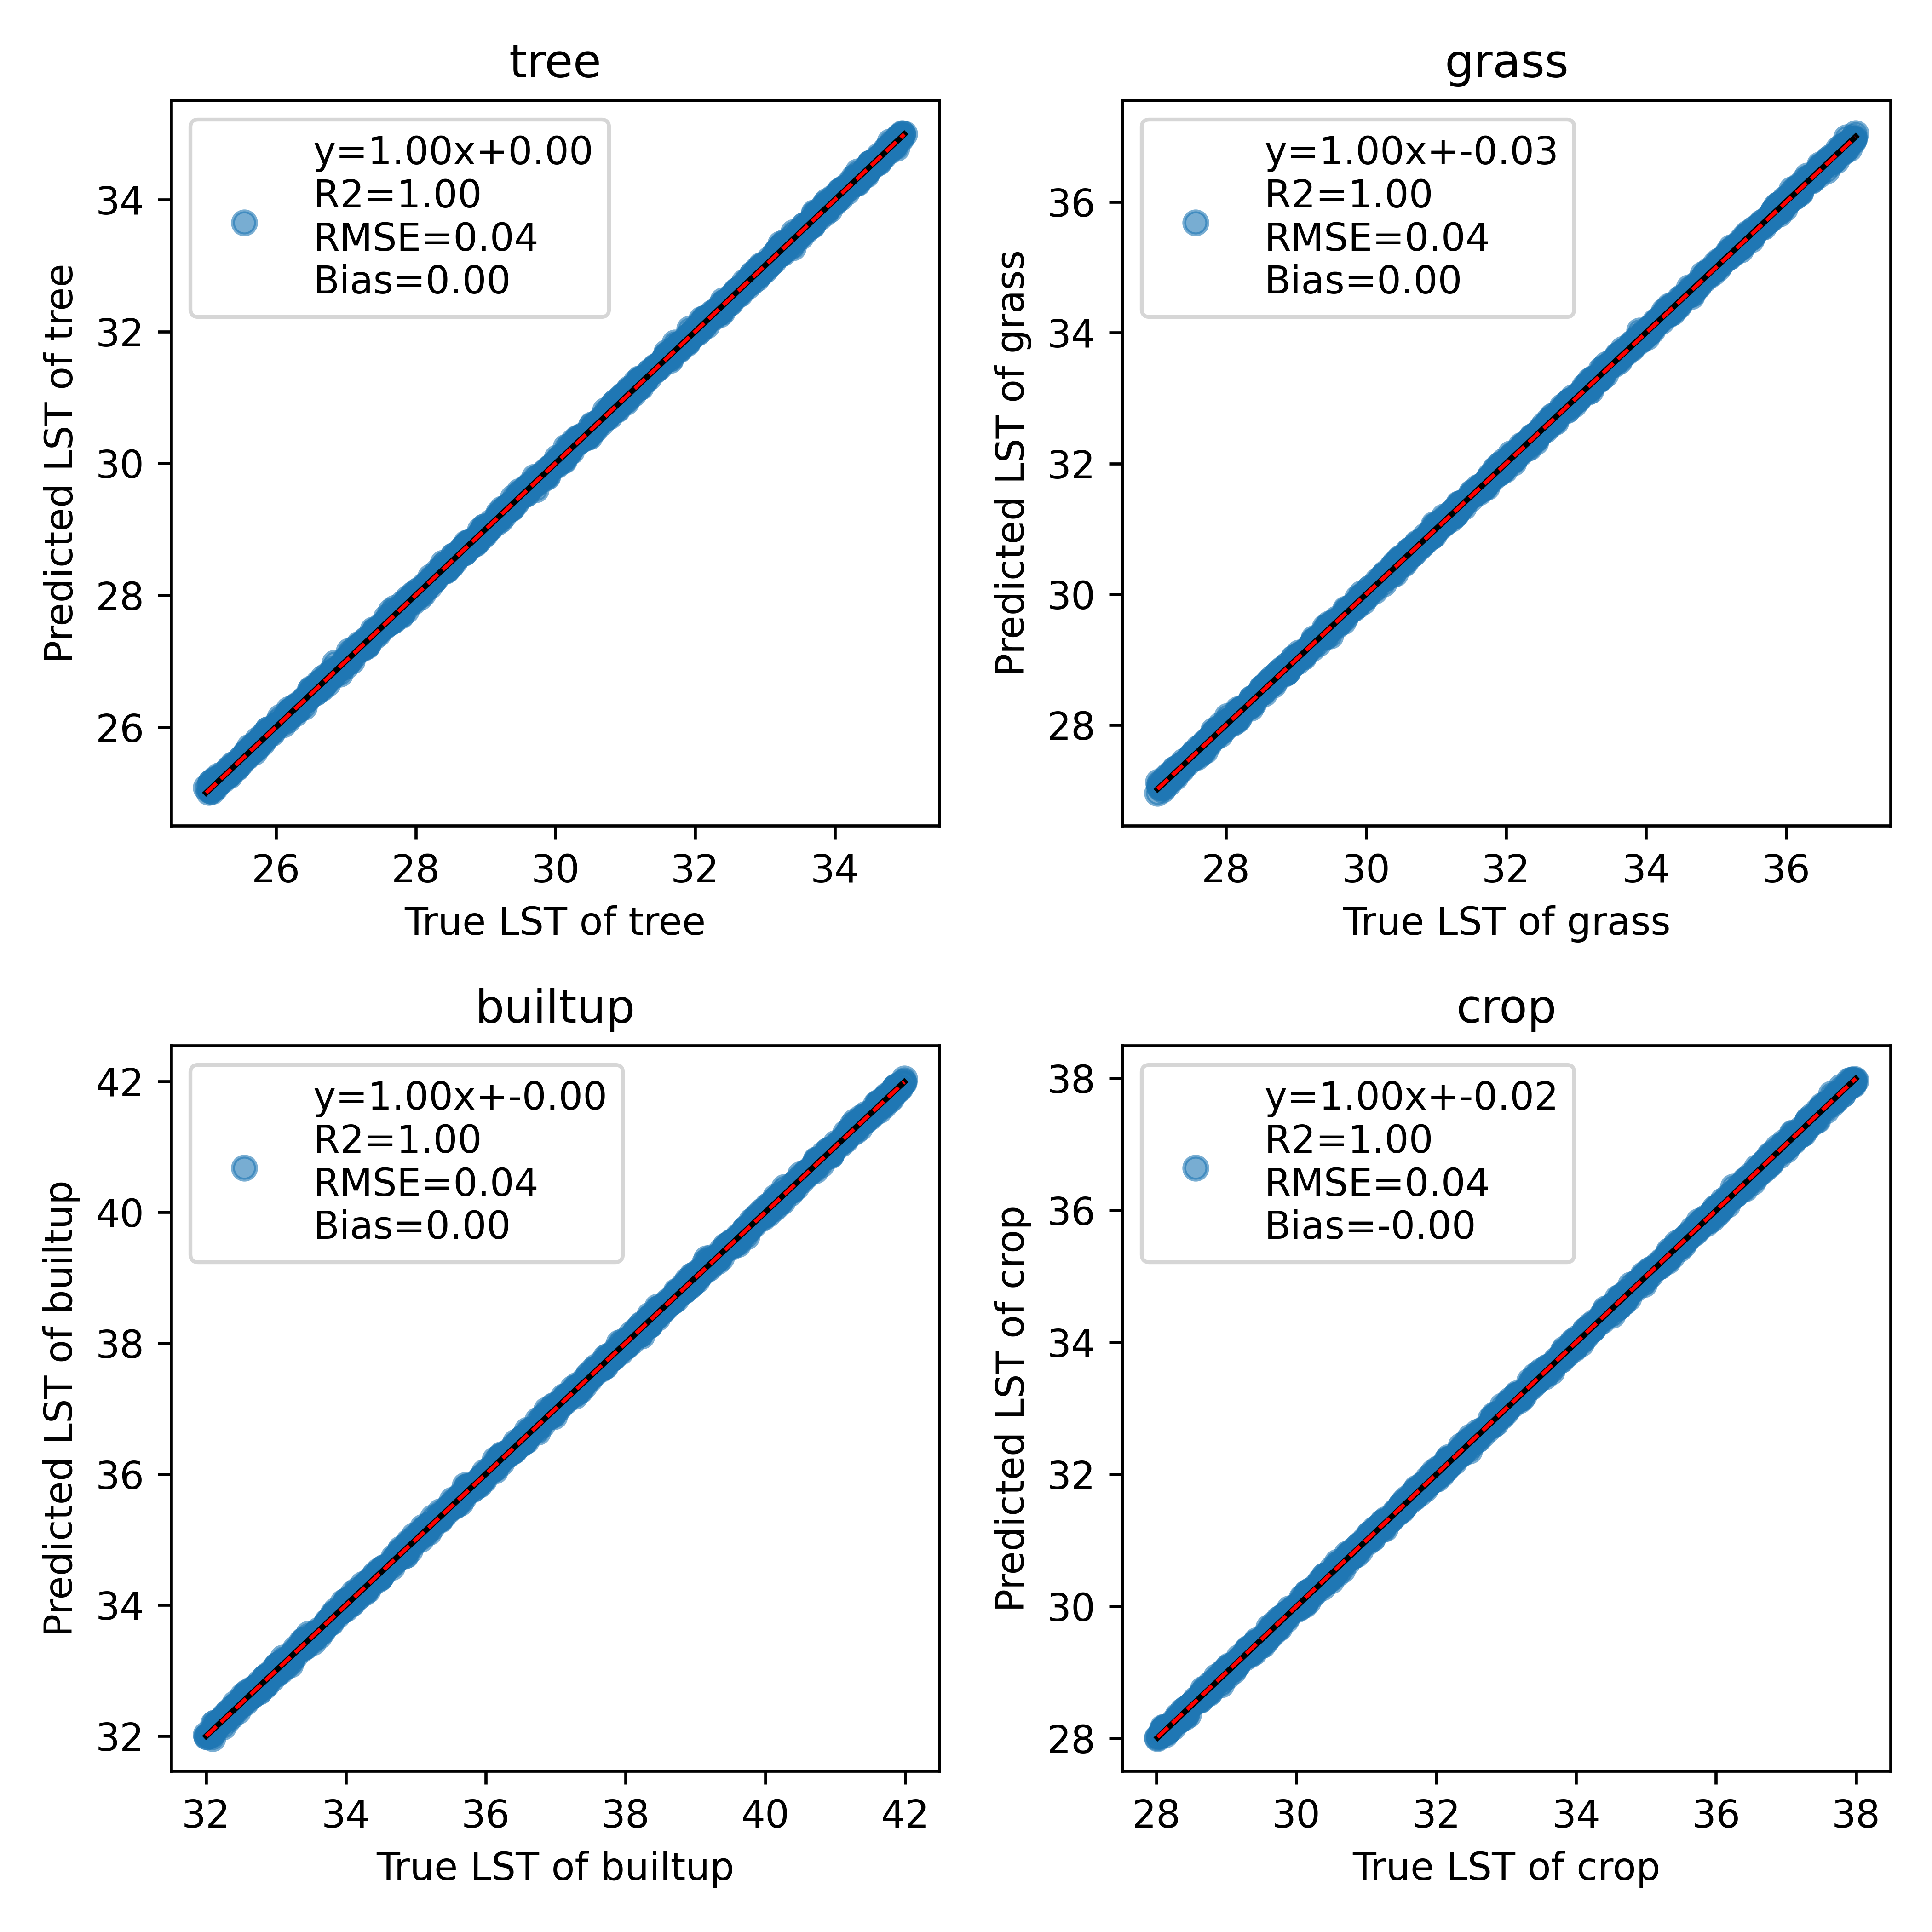 tree
y=1.00x+0.00
R2=1.00
RMSE=0.04
Bias=0.00
Predicted LST of tree
34
32
30
28
26
26 28 30 32 34
True LST of tree
grass
y=1.00x+-0.03
R2=1.00
RMSE=0.04
Bias=0.00
Predicted LST of grass
36
34
32
30
28
28 30 32 34 36
True LST of grass
builtup
y=1.00x+-0.00
R2=1.00
RMSE=0.04
Bias=0.00
Predicted LST of builtup
42
40
38
36
34
32
32 34 36 38 40 42
True LST of builtup
crop
y=1.00x+-0.02
R2=1.00
RMSE=0.04
Bias=-0.00
Predicted LST of crop
38
36
34
32
30
28
28 30 32 34 36 38
True LST of crop